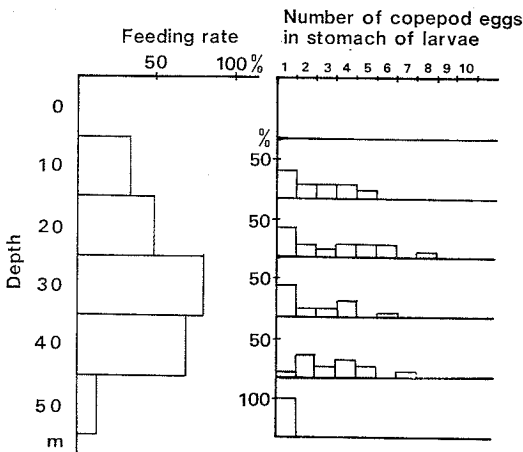 Feeding rate
50 100%
Number of copepod eggs
in stomach of larvae
1 2 3 4 5 6 7 8 9 10
Depth
0
10
20
30
40
50
m
%
50
50
50
50
100